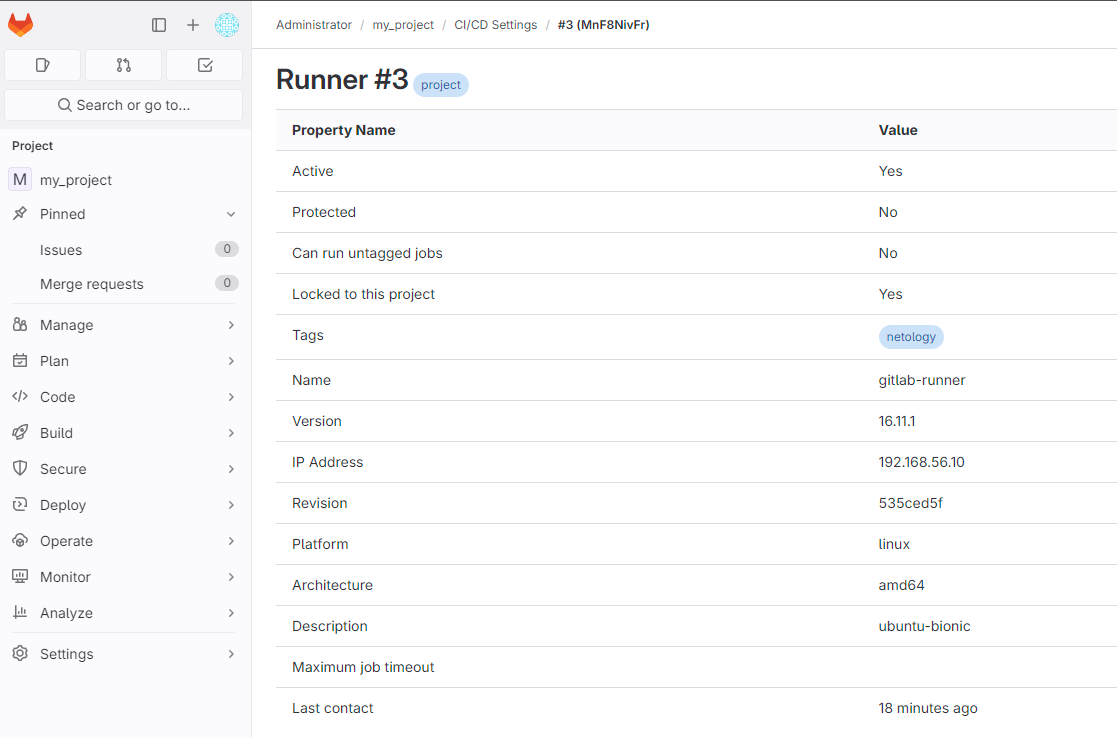 Administrator / my_project / CI/CD Settings / #3 (MnF8NivFr)
Search or go to...
Project
M my_project
Pinned
Issues 0
Merge requests 0
Manage
Plan
Code
Build
Secure
Deploy
Operate
Monitor
Analyze
Settings
Runner #3 project
Property Name Value
Active Yes
Protected No
Can run untagged jobs No
Locked to this project Yes
Tags netology
Name gitlab-runner
Version 16.11.1
IP Address 192.168.56.10
Revision 535ced5f
Platform linux
Architecture amd64
Description ubuntu-bionic
Maximum job timeout
Last contact 18 minutes ago